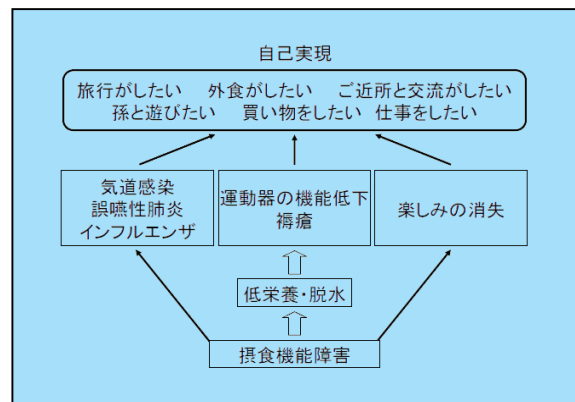 自己実現
旅行がしたい 外食がしたい ご近所と交流がしたい
孫と遊びたい 買い物をしたい 仕事をしたい
気道感染
誤嚥性肺炎
インフルエンザ
運動器の機能低下
褥瘡
楽しみの消失
低栄養・脱水
摂食機能障害